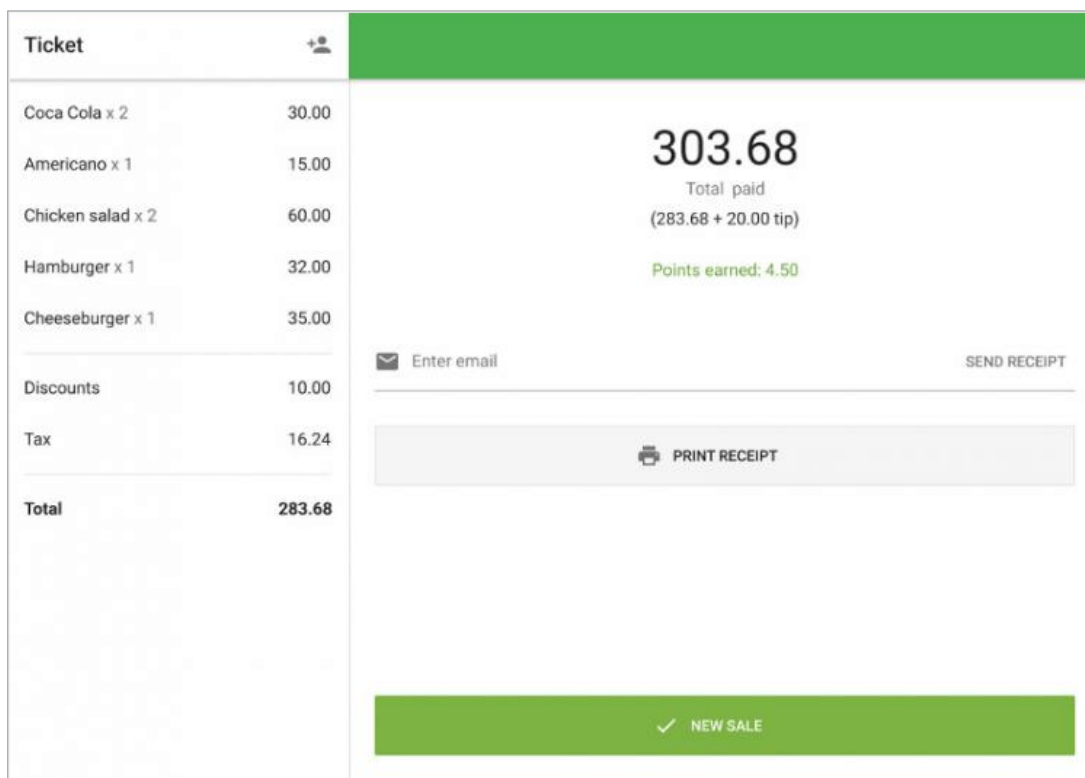 Ticket
Coca Cola x 2 30.00
Americano x 1 15.00
Chicken salad x 2 60.00
Hamburger x 1 32.00
Cheeseburger x 1 35.00
Discounts 10.00
Tax 16.24
Total 283.68
303.68
Total paid
(283.68 + 20.00 tip)
Points earned: 4.50
Enter email SEND RECEIPT
PRINT RECEIPT
NEW SALE